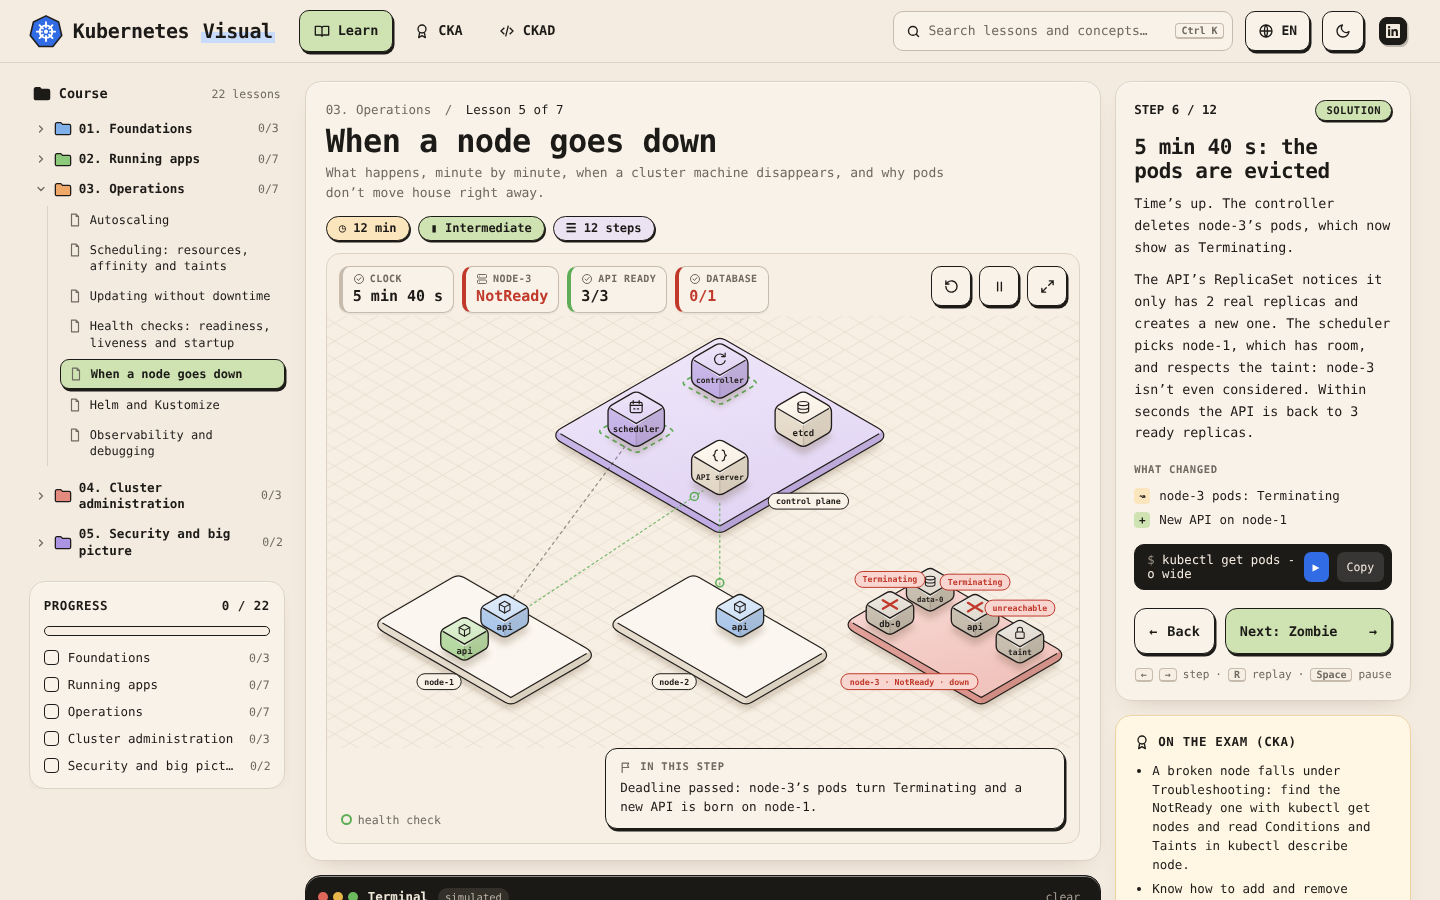 Kubernetes Visual
Learn
CKA
CKAD
Search lessons and concepts…
Ctrl K
EN
Course
22 lessons
01. Foundations
0/3
02. Running apps
0/7
03. Operations
0/7
Autoscaling
Scheduling: resources,
affinity and taints
Updating without downtime
Health checks: readiness,
liveness and startup
When a node goes down
Helm and Kustomize
Observability and
debugging
04. Cluster
administration
0/3
05. Security and big
picture
0/2
PROGRESS
0 / 22
Foundations
0/3
Running apps
0/7
Operations
0/7
Cluster administration
0/3
Security and big pict…
0/2
03. Operations / Lesson 5 of 7
When a node goes down
What happens, minute by minute, when a cluster machine disappears, and why pods
don’t move house right away.
12 min
Intermediate
12 steps
CLOCK
5 min 40 s
NODE-3
NotReady
API READY
3/3
DATABASE
0/1
controller
scheduler
etcd
API server
control plane
api
api
node-1
api
node-2
Terminating
Terminating
data-0
unreachable
db-0
api
taint
node-3 · NotReady · down
health check
IN THIS STEP
Deadline passed: node-3’s pods turn Terminating and a
new API is born on node-1.
Terminal
simulated
clear
STEP 6 / 12
SOLUTION
5 min 40 s: the
pods are evicted
Time’s up. The controller
deletes node-3’s pods, which now
show as Terminating.
The API’s ReplicaSet notices it
only has 2 real replicas and
creates a new one. The scheduler
picks node-1, which has room,
and respects the taint: node-3
isn’t even considered. Within
seconds the API is back to 3
ready replicas.
WHAT CHANGED
↝ node-3 pods: Terminating
+ New API on node-1
$ kubectl get pods -
o wide
Copy
← Back
Next: Zombie →
← → step · R replay · Space pause
ON THE EXAM (CKA)
• A broken node falls under
Troubleshooting: find the
NotReady one with kubectl get
nodes and read Conditions and
Taints in kubectl describe
node.
• Know how to add and remove